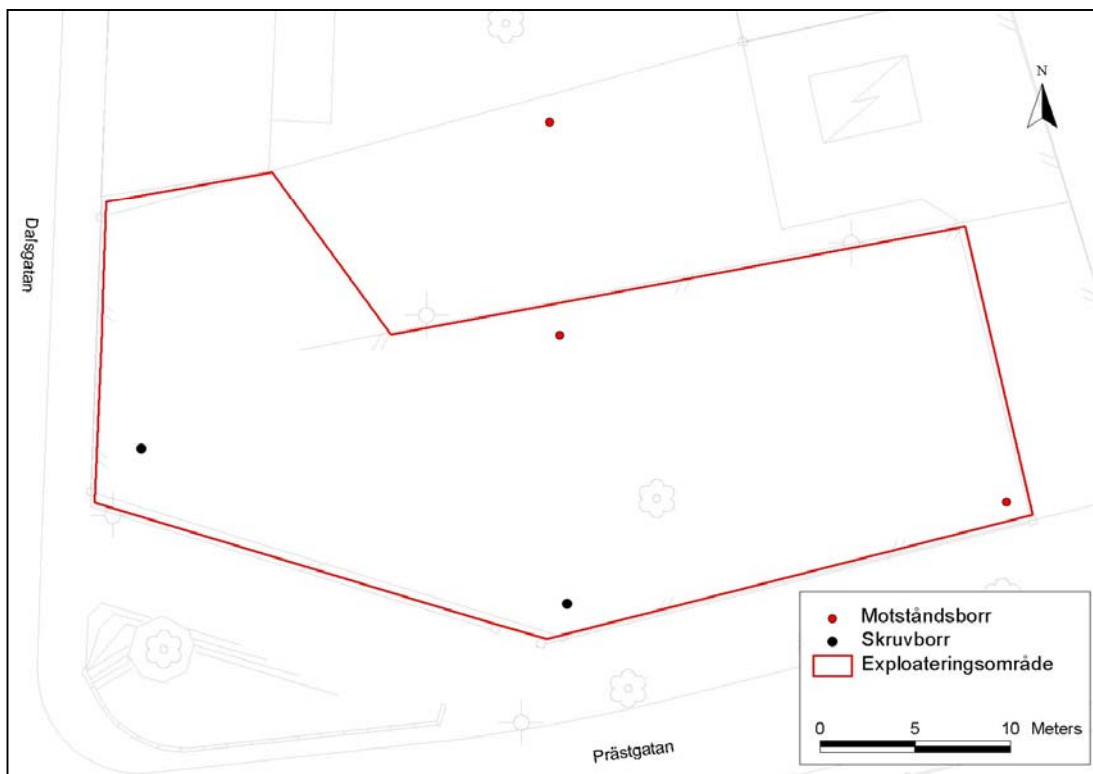 N
Dalsgatan
Motståndsborr
Skruvborr
Exploateringsområde
0 5 10 Meters
Prästgatan